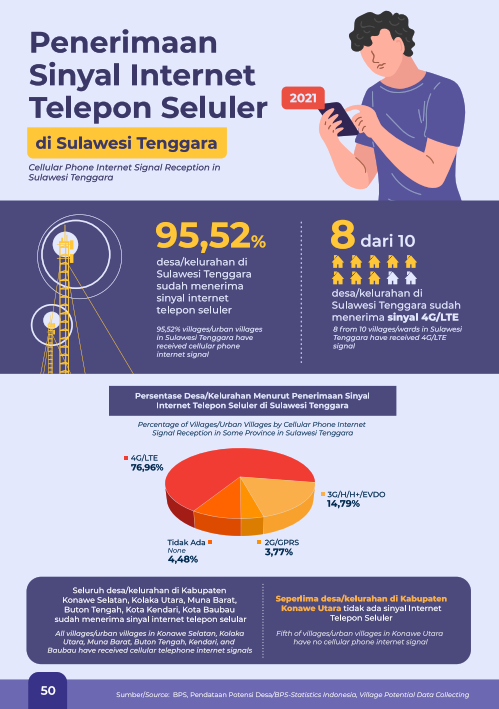 Penerimaan
Sinyal Internet
Telepon Seluler
di Sulawesi Tenggara
Cellular Phone Internet Signal Reception in
Sulawesi Tenggara
2021
95,52%
desa/kelurahan di
Sulawesi Tenggara
sudah menerima
sinyal internet
telepon seluler
95,52% villages/urban villages
in Sulawesi Tenggara have
received cellular phone
internet signal
8 dari 10
desa/kelurahan di
Sulawesi Tenggara sudah
menerima sinyal 4G/LTE
8 from 10 villages/wards in Sulawesi
Tenggara have received 4G/LTE
signal
Persentase Desa/Kelurahan Menurut Penerimaan Sinyal
Internet Telepon Seluler di Sulawesi Tenggara
Percentage of Villages/Urban Villages by Cellular Phone Internet
Signal Reception in Some Province in Sulawesi Tenggara
4G/LTE
76,96%
3G/H/H+/EVDO
14,79%
Tidak Ada
None
4,48%
2G/GPRS
3,77%
Seluruh desa/kelurahan di Kabupaten
Konawe Selatan, Kolaka Utara, Muna Barat,
Buton Tengah, Kota Kendari, Kota Baubau
sudah menerima sinyal internet telepon selular
All villages/urban villages in Konawe Selatan, Kolaka
Utara, Muna Barat, Buton Tengah, Kendari, and
Baubau have received cellular telephone internet signals
Seperlima desa/kelurahan di Kabupaten
Konawe Utara tidak ada sinyal Internet
Telepon Seluler
Fifth of villages/urban villages in Konawe Utara
have no cellular phone internet signal
50
Sumber/Source: BPS, Pendataan Potensi Desa/BPS-Statistics Indonesia, Village Potential Data Collecting